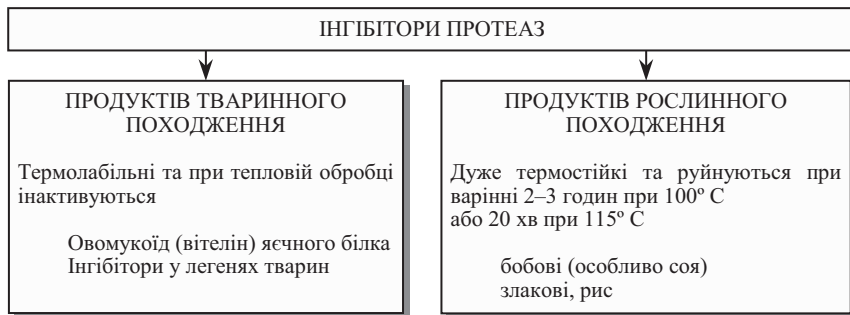 ІНГІБІТОРИ ПРОТЕАЗ
ПРОДУКТІВ ТВАРИННОГО
ПОХОДЖЕННЯ
Термолабільні та при тепловій обробці
інактивуються
Овомукоїд (вітелін) яєчного білка
Інгібітори у легенях тварин
ПРОДУКТІВ РОСЛИННОГО
ПОХОДЖЕННЯ
Дуже термостійкі та руйнуються при
варінні 2–3 годин при 100º С
або 20 хв при 115º С
бобові (особливо соя)
злакові, рис